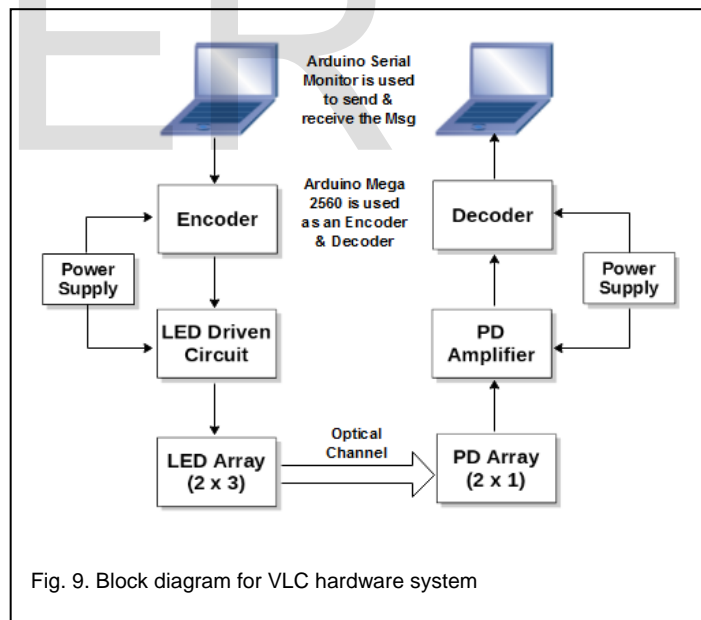 ER
Arduino Serial
Monitor is used
to send &
receive the Msg
Arduino Mega
2560 is used
as an Encoder
& Decoder
Encoder
Decoder
Power
Supply
Power
Supply
LED Driven
Circuit
PD
Amplifier
Optical
Channel
LED Array
(2 x 3)
PD Array
(2 x 1)
Fig. 9. Block diagram for VLC hardware system